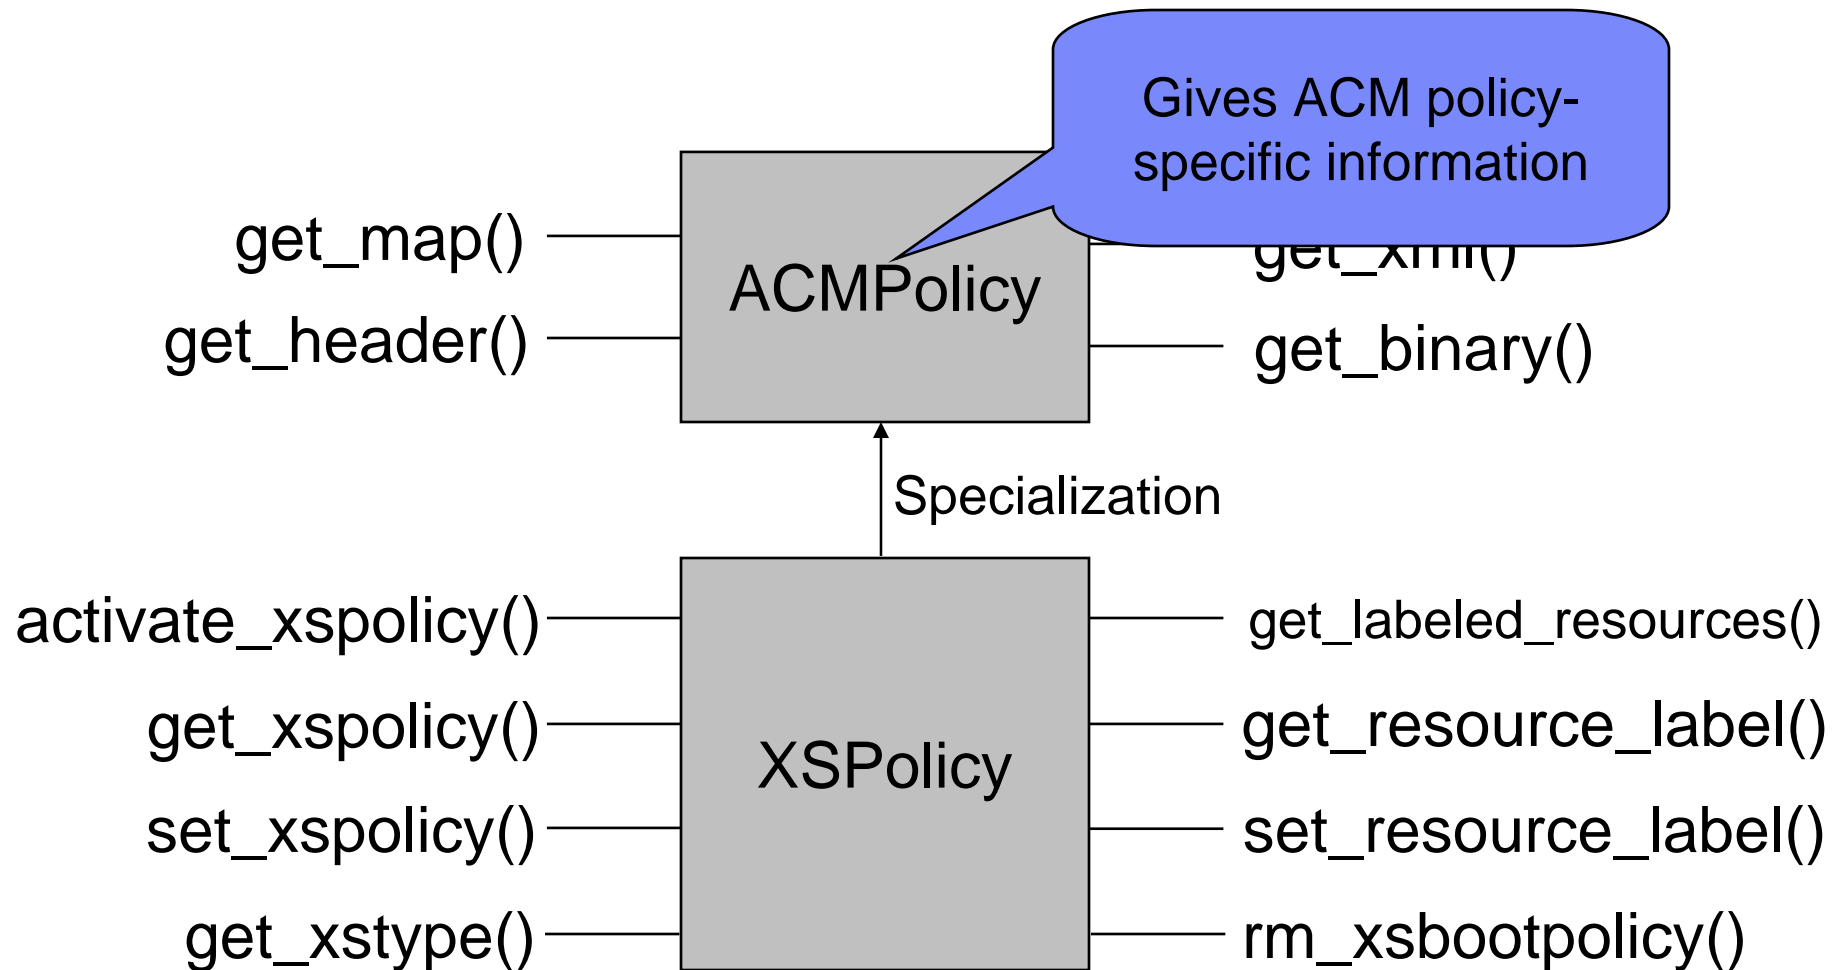 Gives ACM policy-
specific information
get_map()
get_xml()
ACMPolicy
get_header()
get_binary()
Specialization
activate_xspolicy()
get_labeled_resources()
get_xspolicy()
get_resource_label()
XSPolicy
set_xspolicy()
set_resource_label()
get_xstype()
rm_xsbootpolicy()